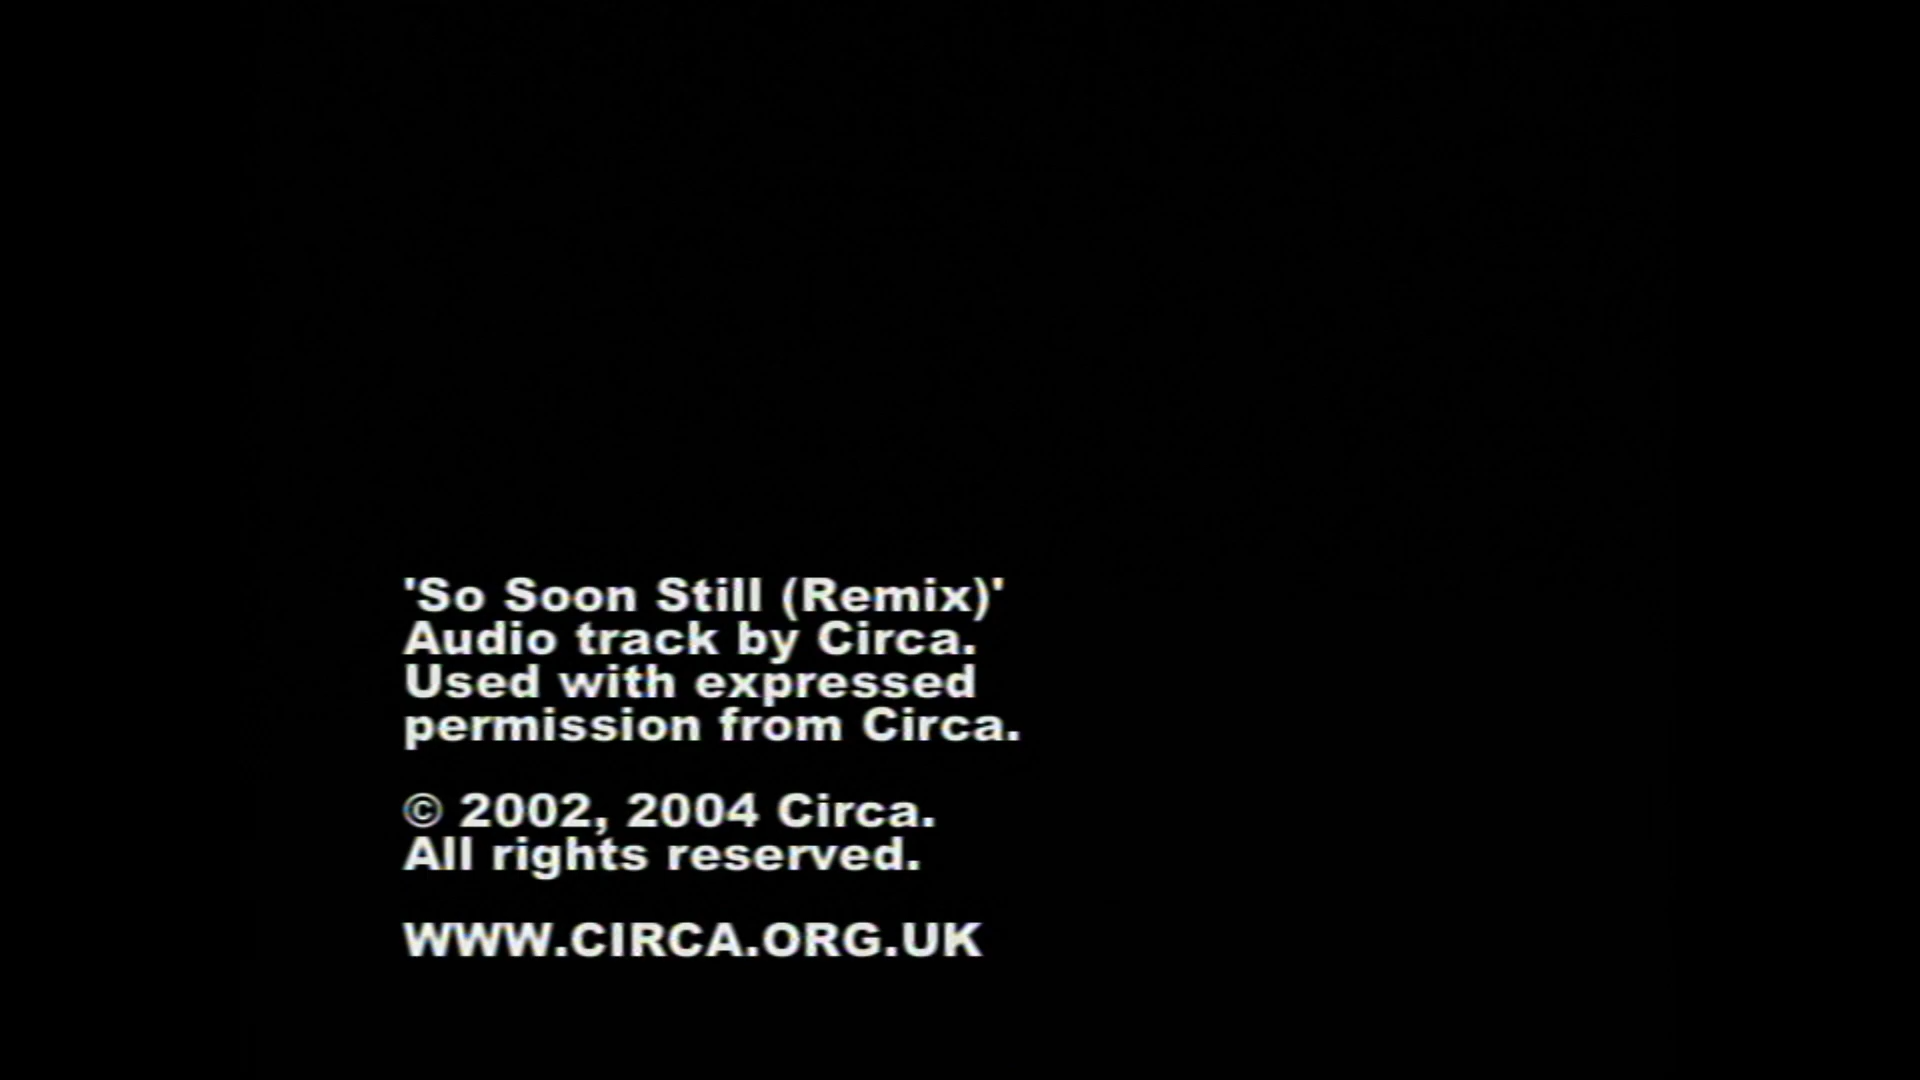 'So Soon Still (Remix)'
Audio track by Circa.
Used with expressed
permission from Circa.
© 2002, 2004 Circa.
All rights reserved.
WWW.CIRCA.ORG.UK